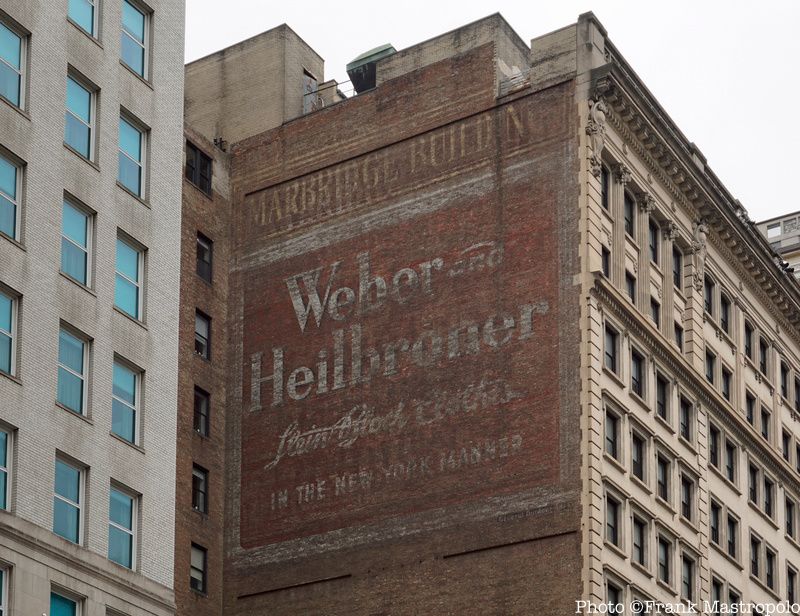 MARBRIDGE BUILDING
Weber and
Heilbroner
Stein Bloch Clothes
IN THE NEW YORK MANNER
Photo ©Frank Mastropolo